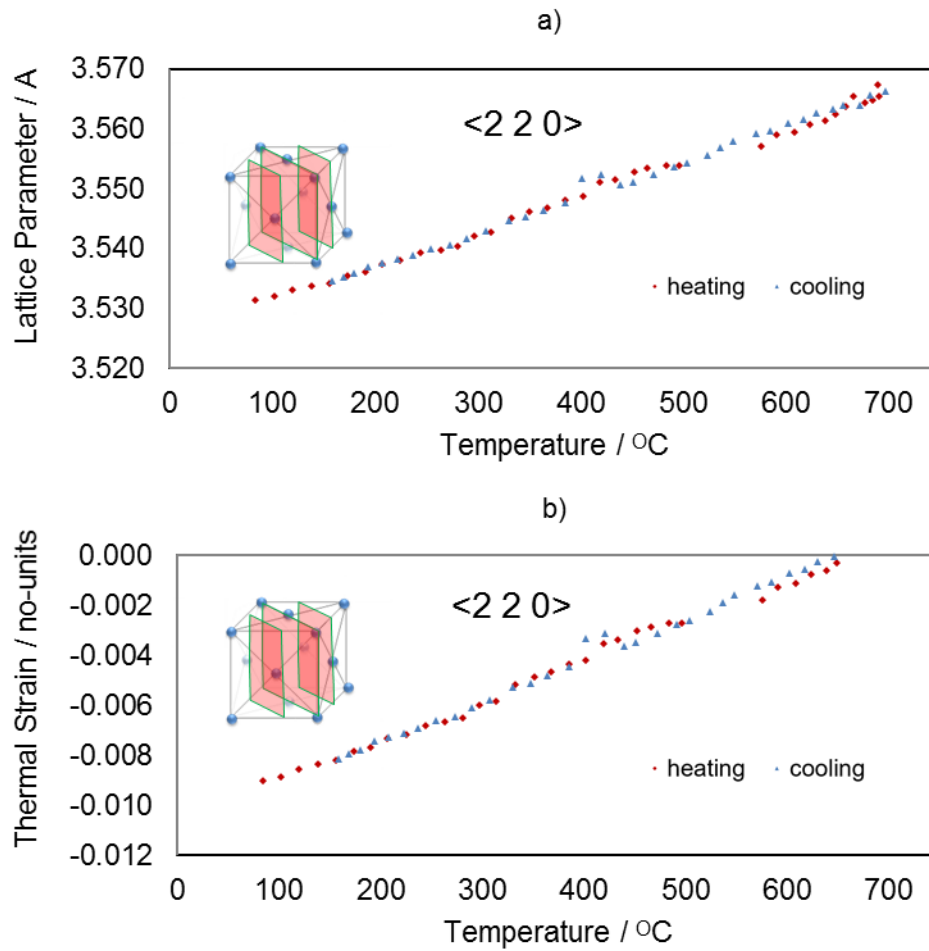 a)
Lattice Parameter / A
3.570
3.560
3.550
3.540
3.530
3.520
<2 2 0>
heating cooling
0 100 200 300 400 500 600 700
Temperature / OC
b)
Thermal Strain / no-units
0.000
-0.002
-0.004
-0.006
-0.008
-0.010
-0.012
<2 2 0>
heating cooling
0 100 200 300 400 500 600 700
Temperature / OC